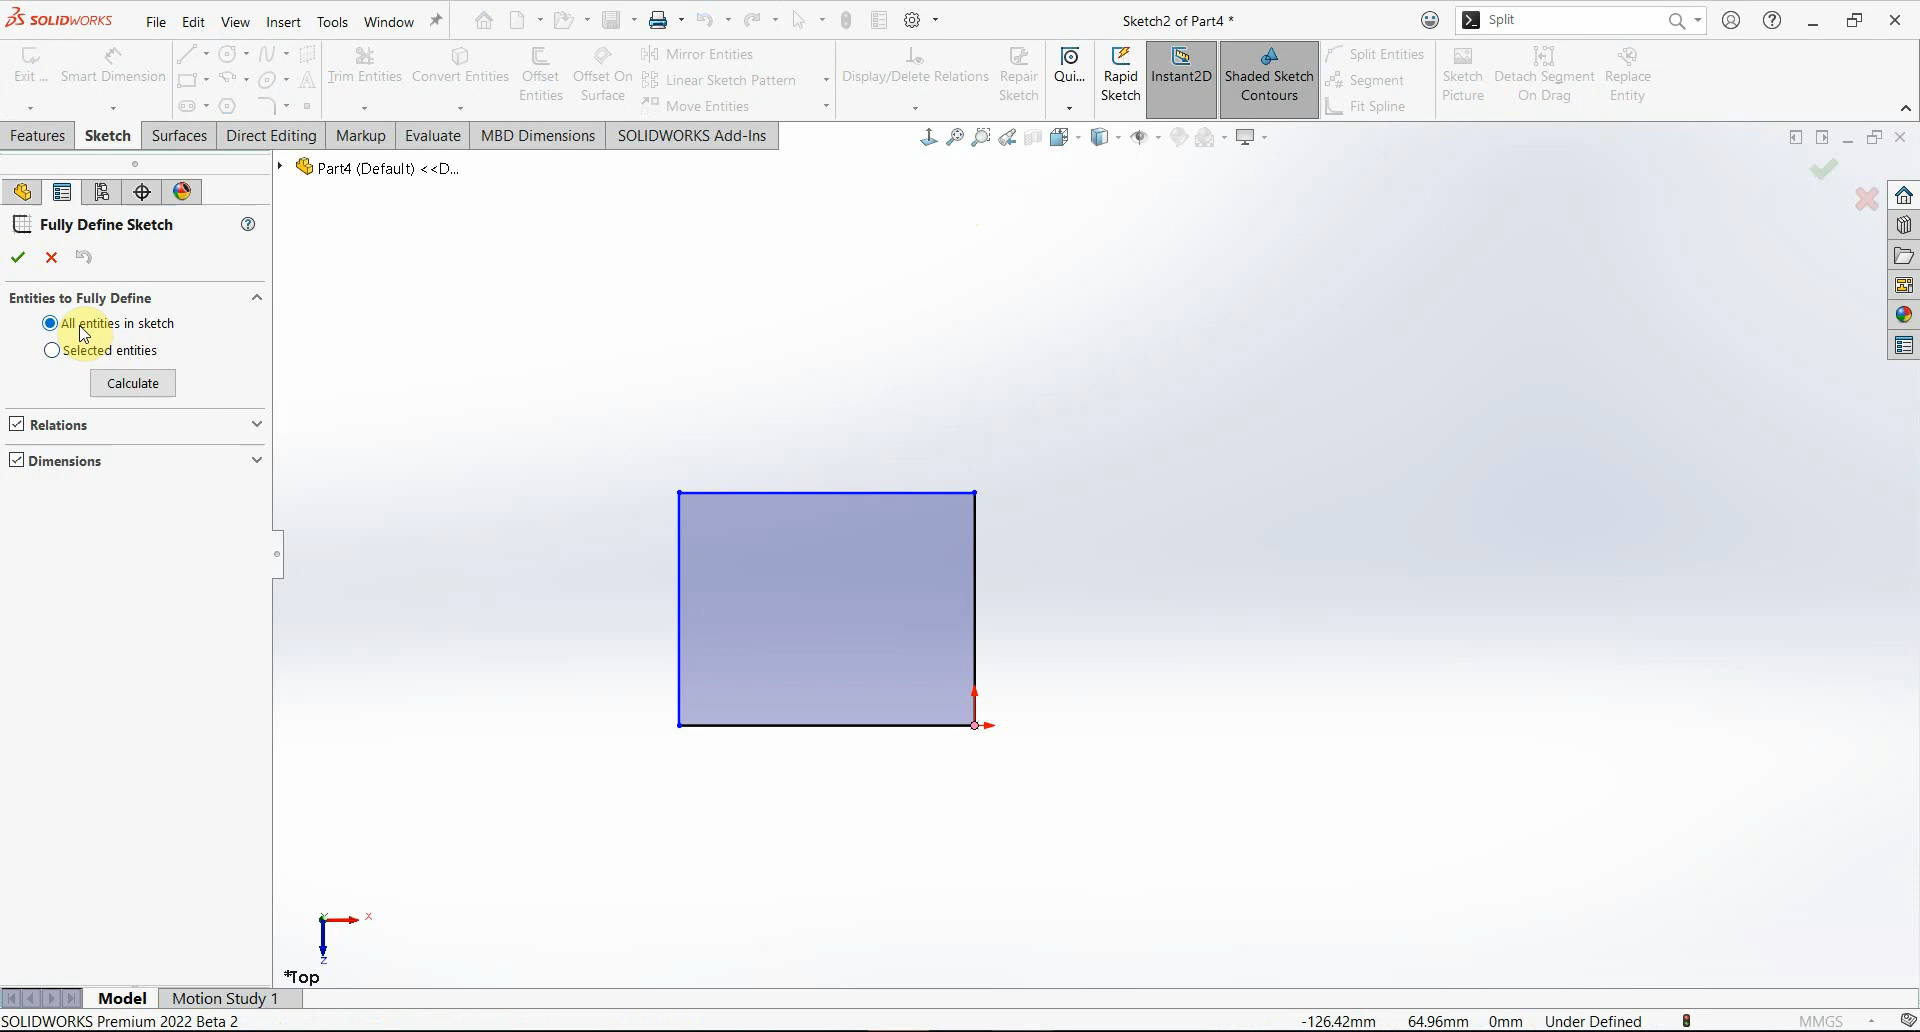 SOLIDWORKS File Edit View Insert Tools Window Sketch2 of Part4 * Split
Exit ... Smart Dimension Trim Entities Convert Entities Offset Entities Offset On Surface Mirror Entities Linear Sketch Pattern Move Entities Display/Delete Relations Repair Sketch Qui... Rapid Sketch Instant2D Shaded Sketch Contours Split Entities Segment Fit Spline Sketch Picture Detach Segment On Drag Replace Entity
Features Sketch Surfaces Direct Editing Markup Evaluate MBD Dimensions SOLIDWORKS Add-Ins
Part4 (Default) <<D...
Fully Define Sketch
Entities to Fully Define
All entities in sketch
Selected entities
Calculate
Relations
Dimensions
X
Y
Z
*Top
Model Motion Study 1
SOLIDWORKS Premium 2022 Beta 2 -126.42mm 64.96mm 0mm Under Defined MMGS